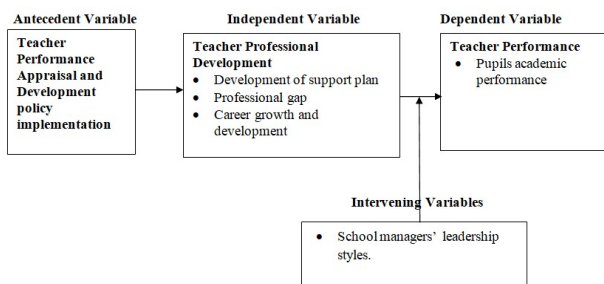 Antecedent Variable
Independent Variable
Dependent Variable
Teacher
Performance
Appraisal and
Development
policy
implementation
Teacher Professional
Development
• Development of support plan
• Professional gap
• Career growth and
development
Teacher Performance
• Pupils academic
performance
Intervening Variables
• School managers’ leadership
styles.